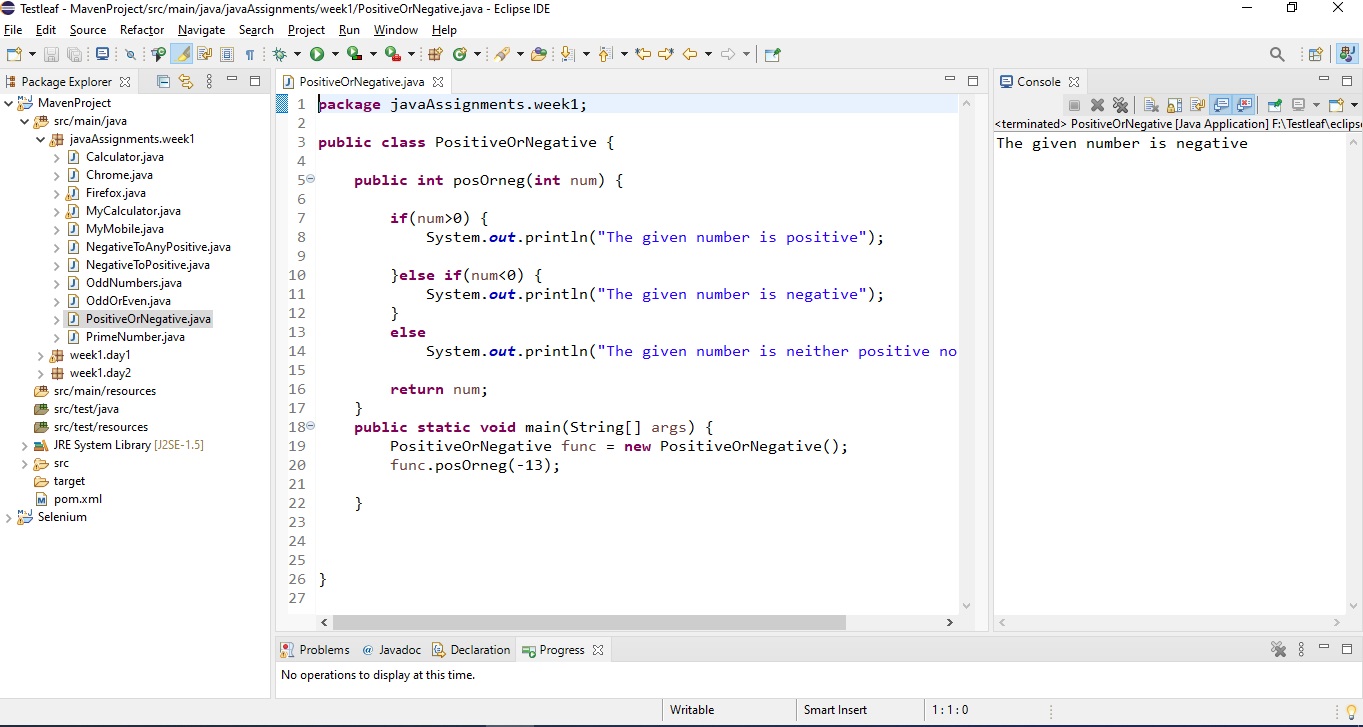 Testleaf - MavenProject/src/main/java/javaAssignments/week1/PositiveOrNegative.java - Eclipse IDE
File Edit Source Refactor Navigate Search Project Run Window Help
Package Explorer
MavenProject
src/main/java
javaAssignments.week1
Calculator.java
Chrome.java
Firefox.java
MyCalculator.java
MyMobile.java
NegativeToAnyPositive.java
NegativeToPositive.java
OddNumbers.java
OddOrEven.java
PositiveOrNegative.java
PrimeNumber.java
week1.day1
week1.day2
src/main/resources
src/test/java
src/test/resources
JRE System Library [J2SE-1.5]
src
target
pom.xml
Selenium
PositiveOrNegative.java
1 package javaAssignments.week1;
2
3 public class PositiveOrNegative {
4
5 public int posOrneg(int num) {
6
7 if(num>0) {
8 System.out.println("The given number is positive");
9
10 }else if(num<0) {
11 System.out.println("The given number is negative");
12 }
13 else
14 System.out.println("The given number is neither positive no
15
16 return num;
17 }
18 public static void main(String[] args) {
19 PositiveOrNegative func = new PositiveOrNegative();
20 func.posOrneg(-13);
21
22 }
23
24
25
26 }
27
Console
<terminated> PositiveOrNegative [Java Application] F:\Testleaf\eclips
The given number is negative
Problems @ Javadoc Declaration Progress
No operations to display at this time.
Writable Smart Insert 1 : 1 : 0